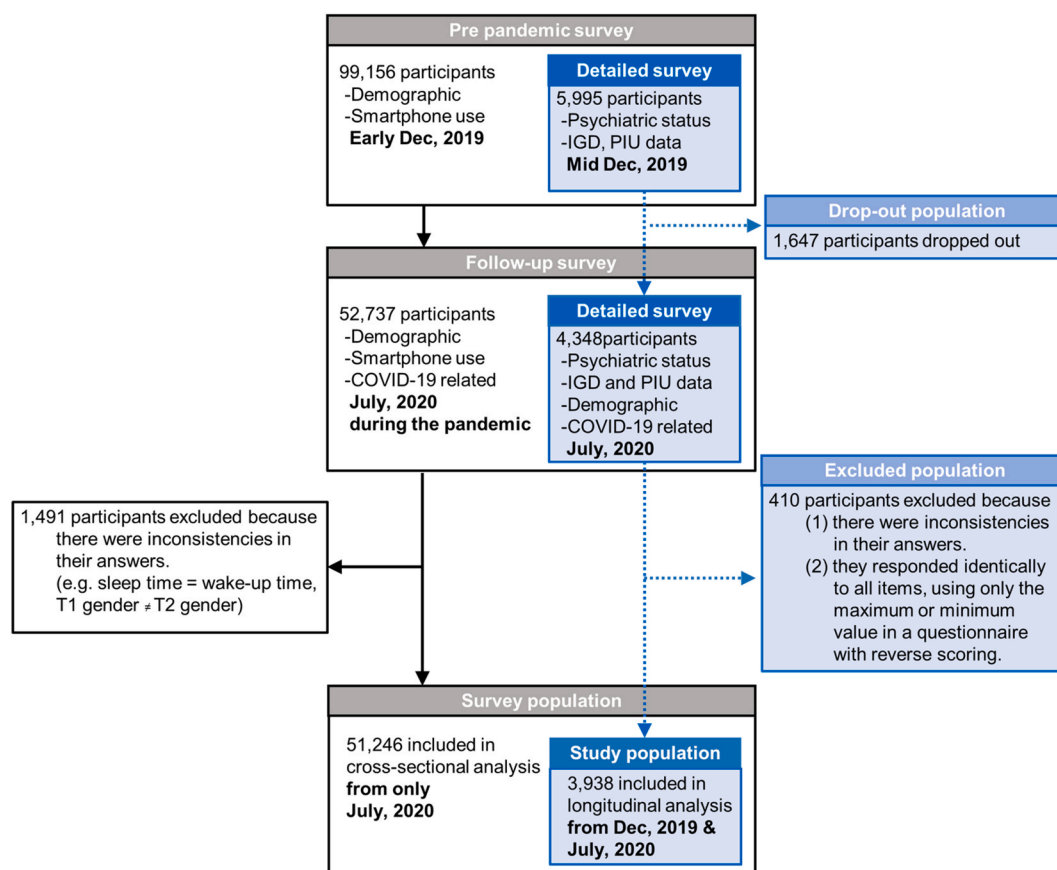 Pre pandemic survey
99,156 participants
-Demographic
-Smartphone use
Early Dec, 2019
Detailed survey
5,995 participants
-Psychiatric status
-IGD, PIU data
Mid Dec, 2019
Drop-out population
1,647 participants dropped out
Follow-up survey
52,737 participants
-Demographic
-Smartphone use
-COVID-19 related
July, 2020
during the pandemic
Detailed survey
4,348participants
-Psychiatric status
-IGD and PIU data
-Demographic
-COVID-19 related
July, 2020
1,491 participants excluded because
there were inconsistencies in
their answers.
(e.g. sleep time = wake-up time,
T1 gender ≠ T2 gender)
Excluded population
410 participants excluded because
(1) there were inconsistencies
in their answers.
(2) they responded identically
to all items, using only the
maximum or minimum
value in a questionnaire
with reverse scoring.
Survey population
51,246 included in
cross-sectional analysis
from only
July, 2020
Study population
3,938 included in
longitudinal analysis
from Dec, 2019 &
July, 2020